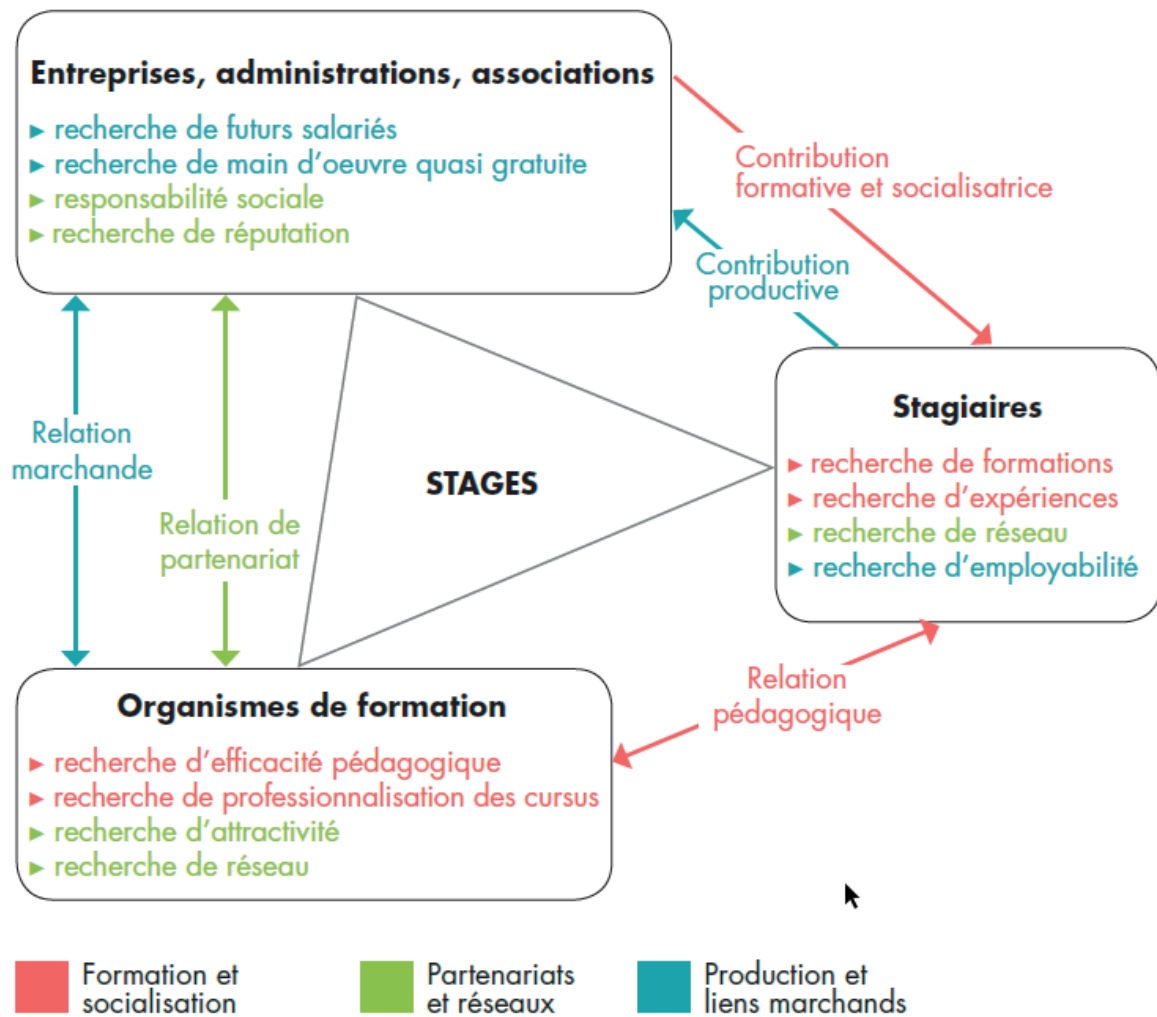 Entreprises, administrations, associations
▸ recherche de futurs salariés
▸ recherche de main d'oeuvre quasi gratuite
▸ responsabilité sociale
▸ recherche de réputation
Contribution
formative et socialisatrice
Contribution
productive
Relation
marchande
Relation de
partenariat
STAGES
Stagiaires
▸ recherche de formations
▸ recherche d'expériences
▸ recherche de réseau
▸ recherche d'employabilité
Relation
pédagogique
Organismes de formation
▸ recherche d'efficacité pédagogique
▸ recherche de professionnalisation des cursus
▸ recherche d'attractivité
▸ recherche de réseau
Formation et
socialisation
Partenariats
et réseaux
Production et
liens marchands